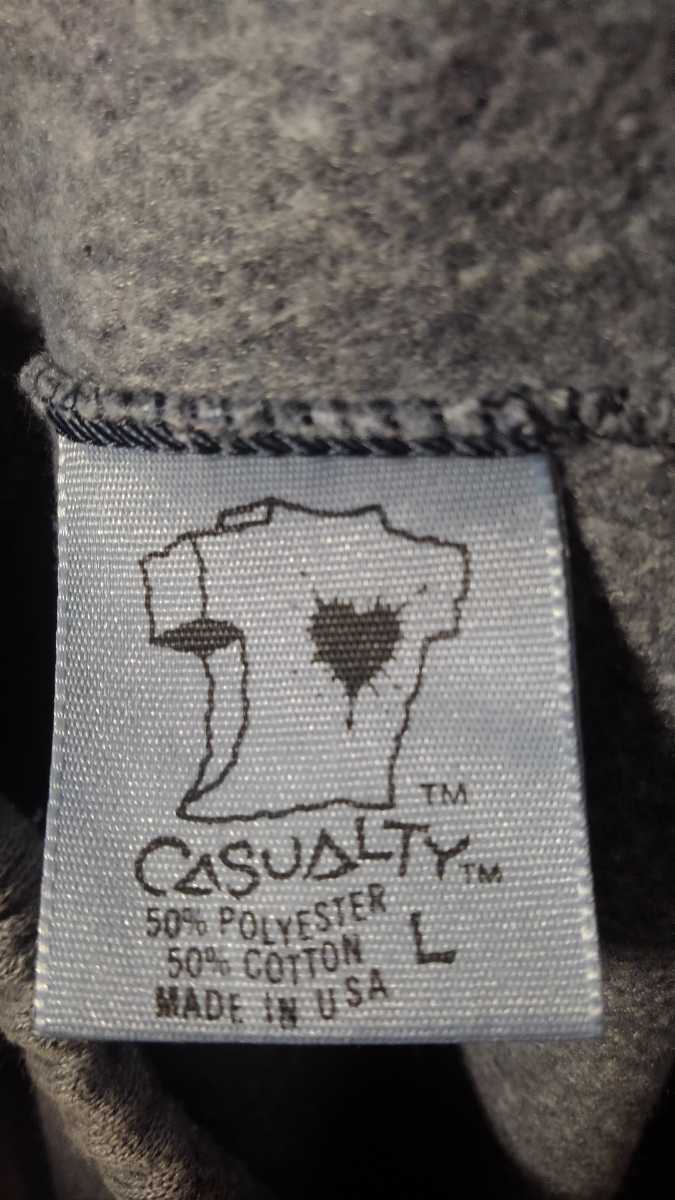 TM
CASUALTY TM
50% POLYESTER
50% COTTON L
MADE IN USA